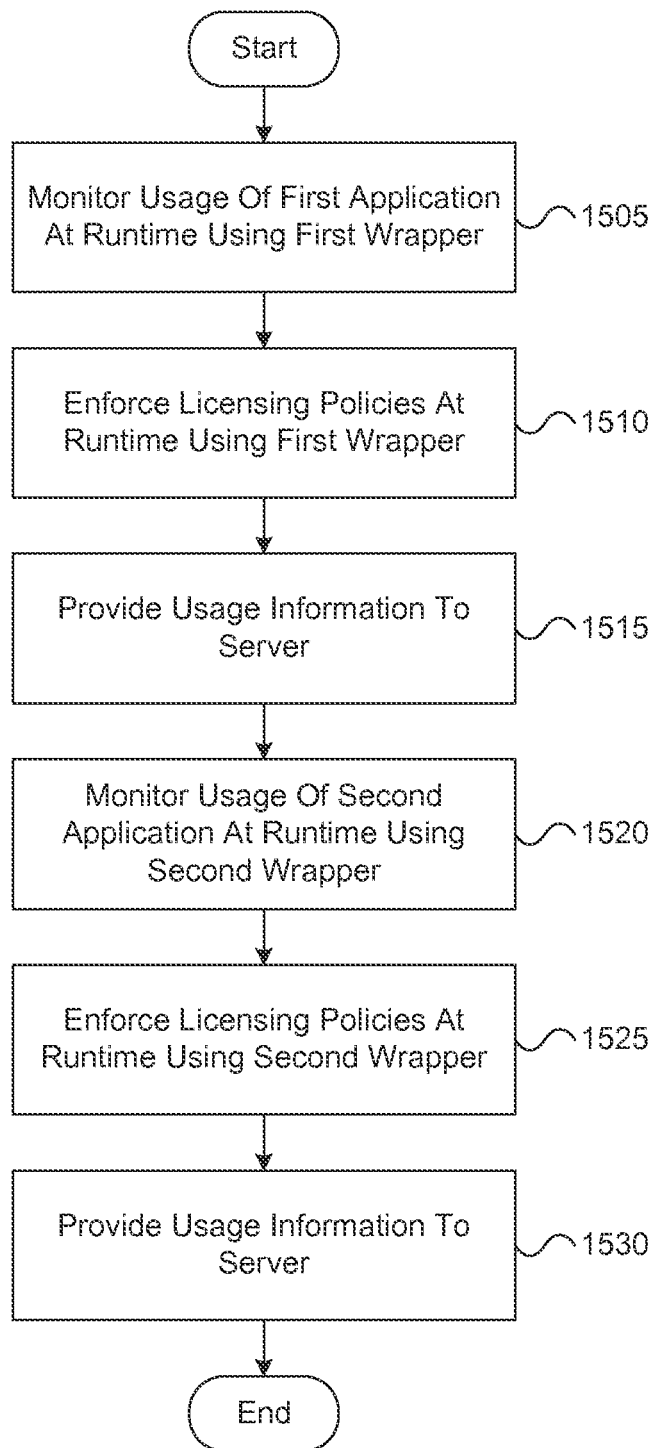 Start
Monitor Usage Of First Application
At Runtime Using First Wrapper
1505
Enforce Licensing Policies At
Runtime Using First Wrapper
1510
Provide Usage Information To
Server
1515
Monitor Usage Of Second
Application At Runtime Using
Second Wrapper
1520
Enforce Licensing Policies At
Runtime Using Second Wrapper
1525
Provide Usage Information To
Server
1530
End